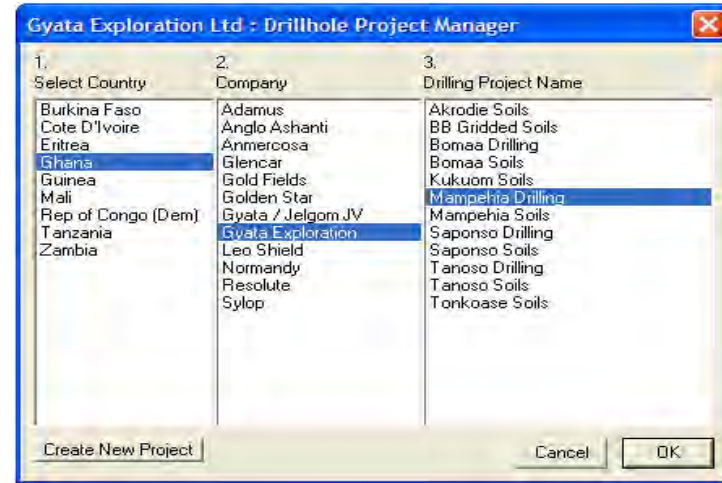 Gyata Exploration Ltd : Drillhole Project Manager
1.
Select Country
2.
Company
3.
Drilling Project Name
Burkina Faso
Cote D'Ivoire
Eritrea
Ghana
Guinea
Mali
Rep of Congo (Dem)
Tanzania
Zambia
Adamus
Anglo Ashanti
Anmercosa
Glencar
Gold Fields
Golden Star
Gyata / Jelgom JV
Gyata Exploration
Leo Shield
Normandy
Resolute
Sylop
Akrodie Soils
BB Gridded Soils
Bomaa Drilling
Bomaa Soils
Kukuom Soils
Mampehia Drilling
Mampehia Soils
Saponso Drilling
Saponso Soils
Tanoso Drilling
Tanoso Soils
Tonkoase Soils
Create New Project
Cancel
OK